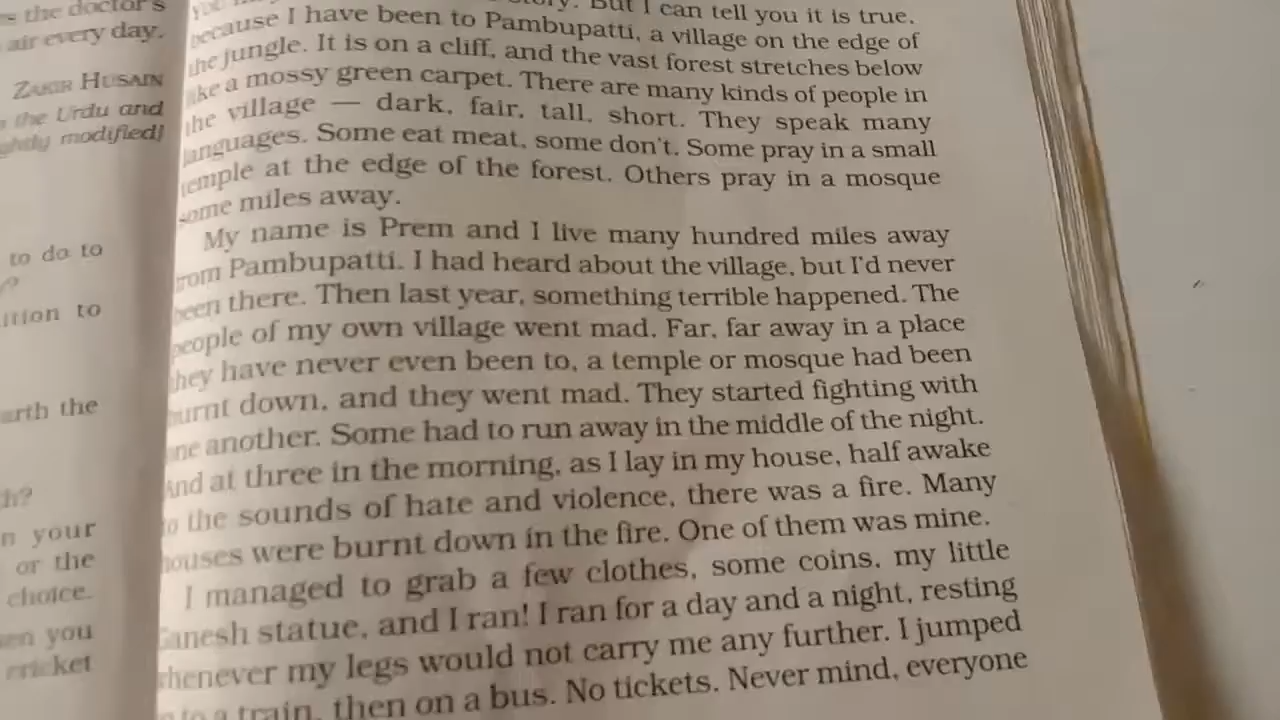 the doctor's
air every day.
ZAKIR HUSAIN
the Urdu and
modified]
to do to
to
the
your
or the
choice.
you
cricket
But I can tell you it is true.
because I have been to Pambupatti, a village on the edge of
the jungle. It is on a cliff, and the vast forest stretches below
like a mossy green carpet. There are many kinds of people in
the village — dark, fair, tall, short. They speak many
languages. Some eat meat, some don't. Some pray in a small
temple at the edge of the forest. Others pray in a mosque
some miles away.
My name is Prem and I live many hundred miles away
from Pambupatti. I had heard about the village, but I'd never
been there. Then last year, something terrible happened. The
people of my own village went mad. Far, far away in a place
they have never even been to, a temple or mosque had been
burnt down, and they went mad. They started fighting with
one another. Some had to run away in the middle of the night.
And at three in the morning, as I lay in my house, half awake
to the sounds of hate and violence, there was a fire. Many
houses were burnt down in the fire. One of them was mine.
I managed to grab a few clothes, some coins, my little
Ganesh statue, and I ran! I ran for a day and a night, resting
whenever my legs would not carry me any further. I jumped
a train, then on a bus. No tickets. Never mind, everyone